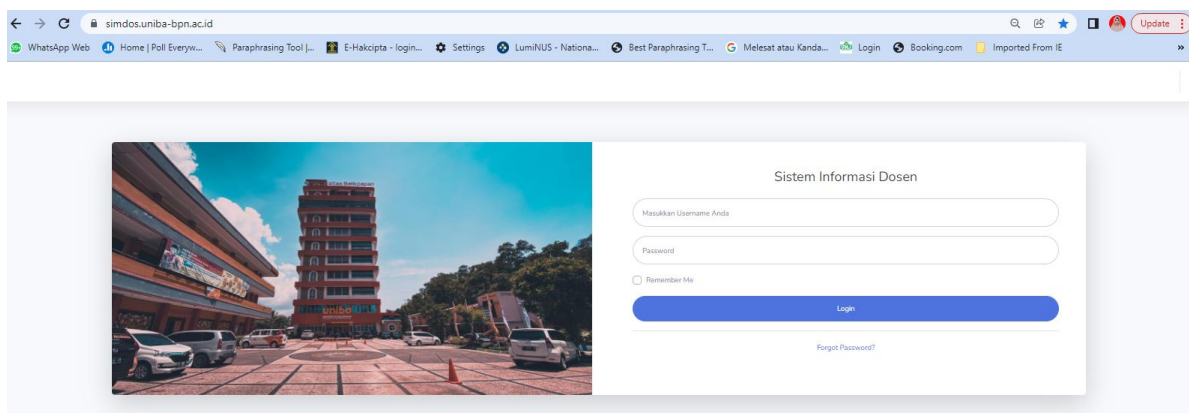 simdos.uniba-bpn.ac.id
Update
WhatsApp Web Home | Poll Everyw... Paraphrasing Tool |... E-Hakcipta - login... Settings LumiNUS - Nationa... Best Paraphrasing T... Melesat atau Kanda... Login Booking.com Imported From IE »
Sistem Informasi Dosen
Masukkan Username Anda
Password
Remember Me
Login
Forgot Password?
uniba